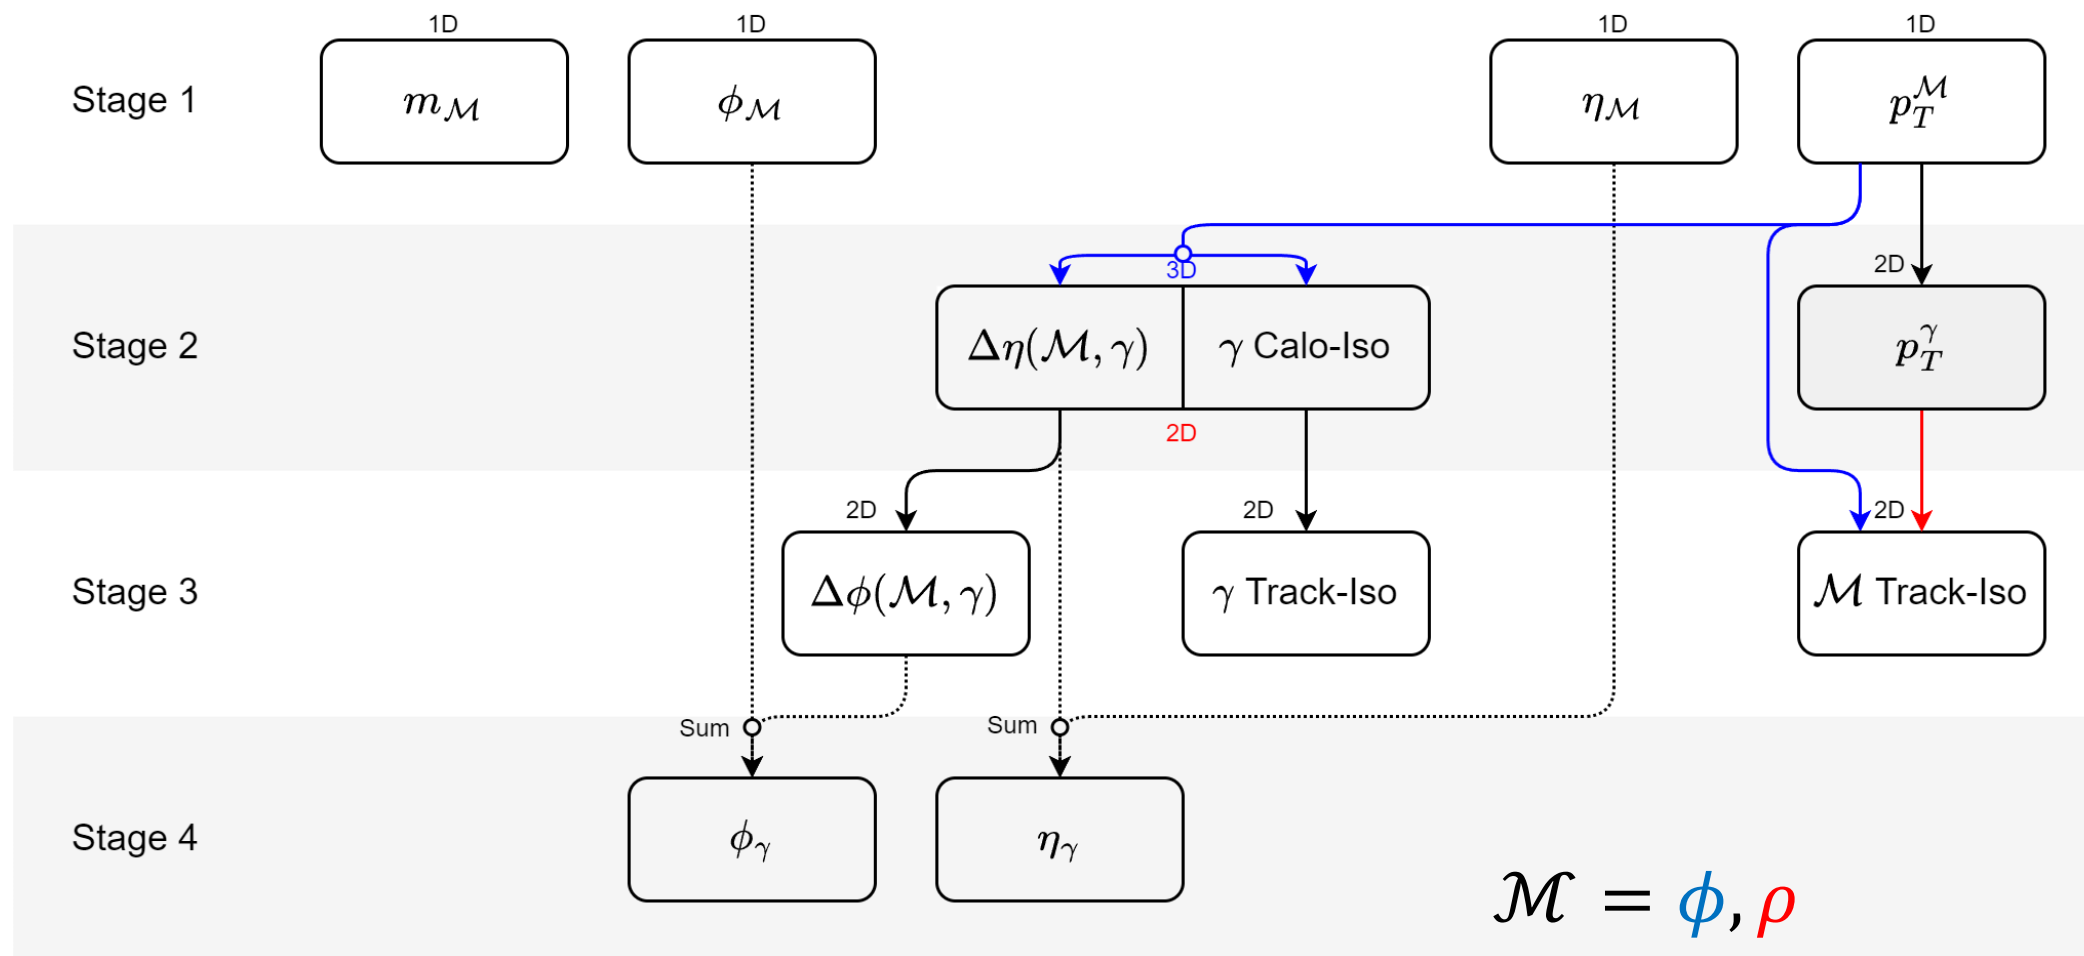 1D 1D 1D 1D
Stage 1 m_ℳ ϕ_ℳ η_ℳ p_T^ℳ
3D 2D
Stage 2 Δη(ℳ, γ) γ Calo-Iso p_T^γ
2D
2D 2D 2D
Stage 3 Δϕ(ℳ, γ) γ Track-Iso ℳ Track-Iso
Sum Sum
Stage 4 ϕ_γ η_γ
ℳ = ϕ, ρ